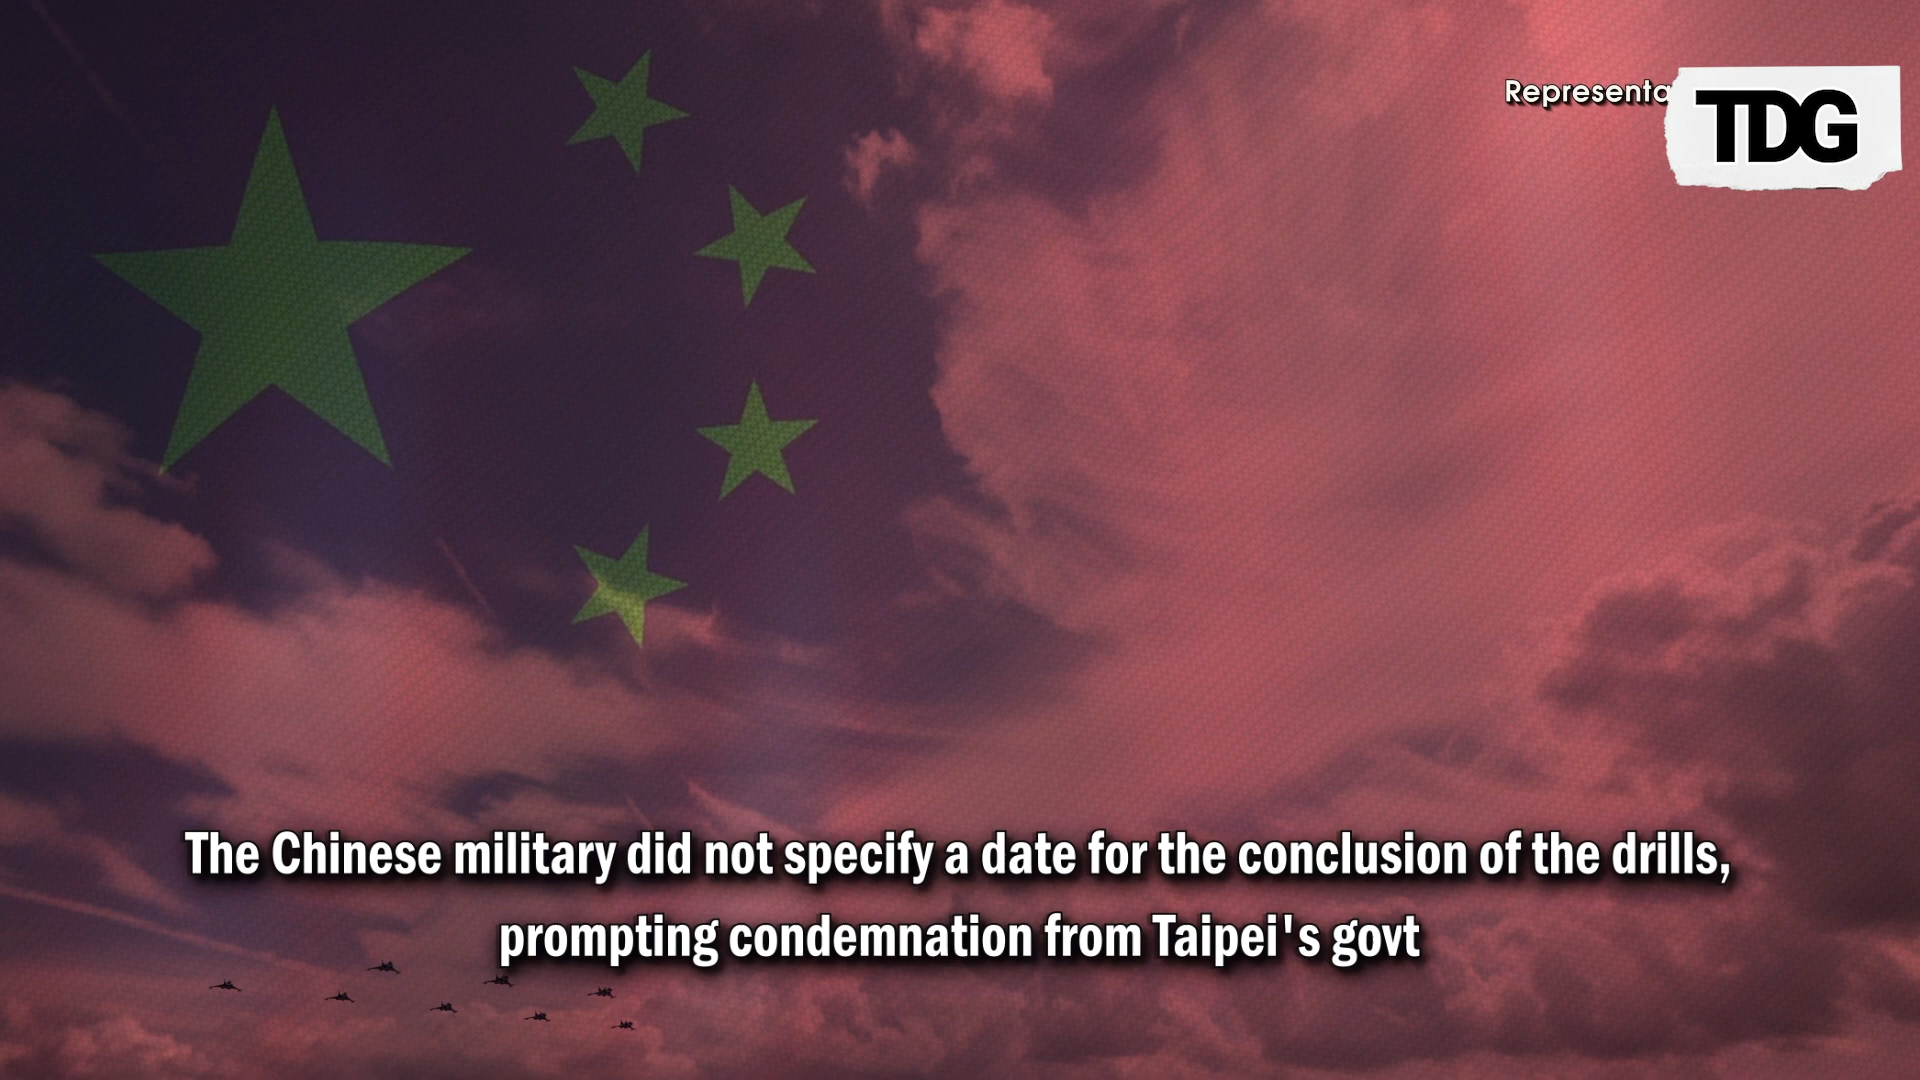 TDG
The Chinese military did not specify a date for the conclusion of the drills,
prompting condemnation from Taipei's govt